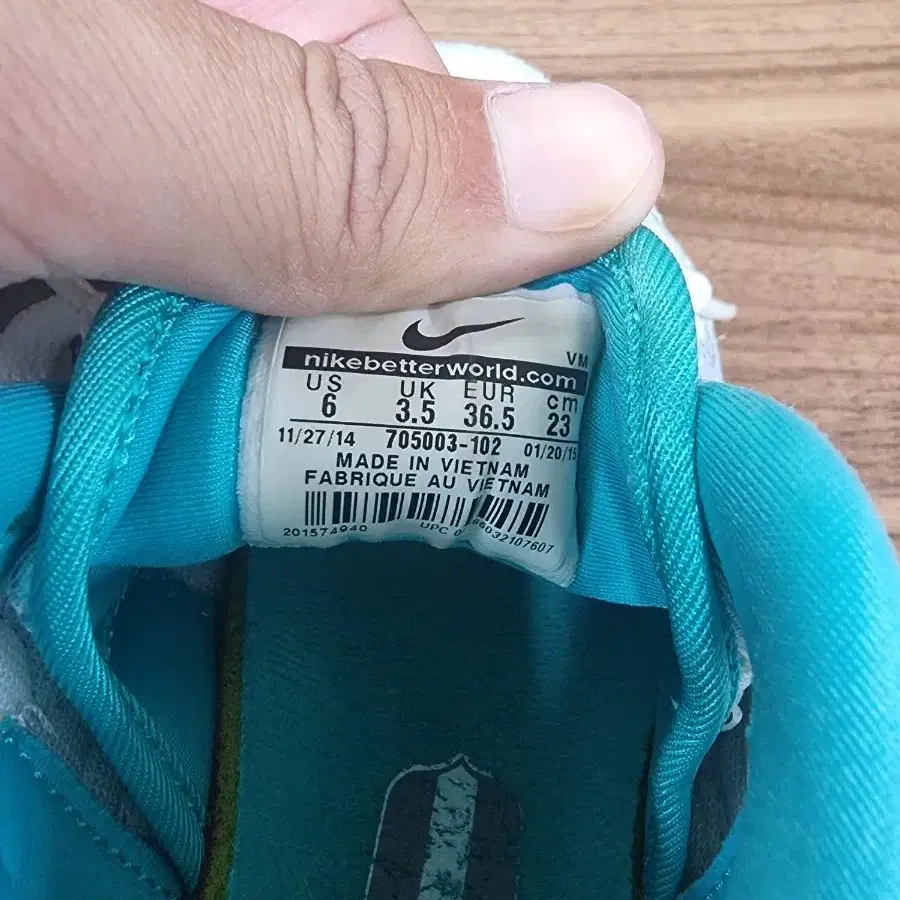 VM
nikebetterworld.com
US UK EUR cm
6 3.5 36.5 23
11/27/14 705003-102 01/20/15
MADE IN VIETNAM
FABRIQUE AU VIETNAM
201574940 UPC